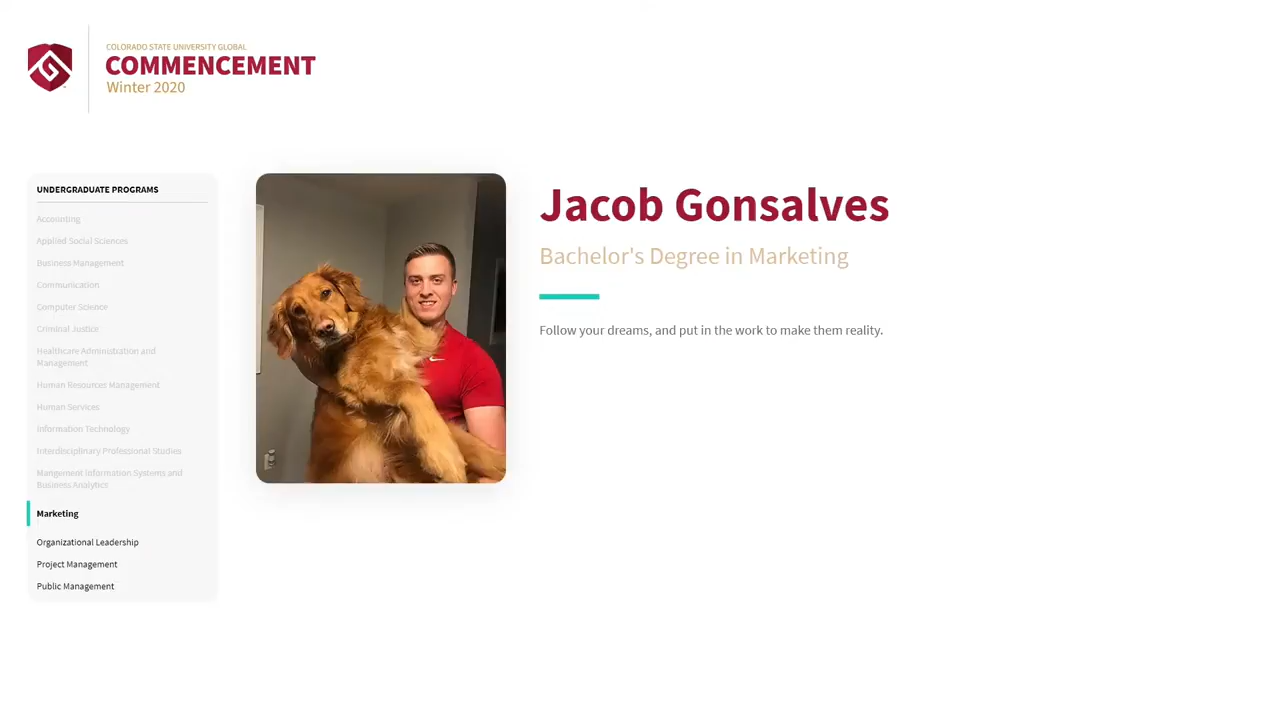 COLORADO STATE UNIVERSITY GLOBAL
COMMENCEMENT
Winter 2020
UNDERGRADUATE PROGRAMS
Accounting
Applied Social Sciences
Business Management
Communication
Computer Science
Criminal Justice
Healthcare Administration and
Management
Human Resources Management
Human Services
Information Technology
Interdisciplinary Professional Studies
Mangement Information Systems and
Business Analytics
Marketing
Organizational Leadership
Project Management
Public Management
Jacob Gonsalves
Bachelor's Degree in Marketing
Follow your dreams, and put in the work to make them reality.